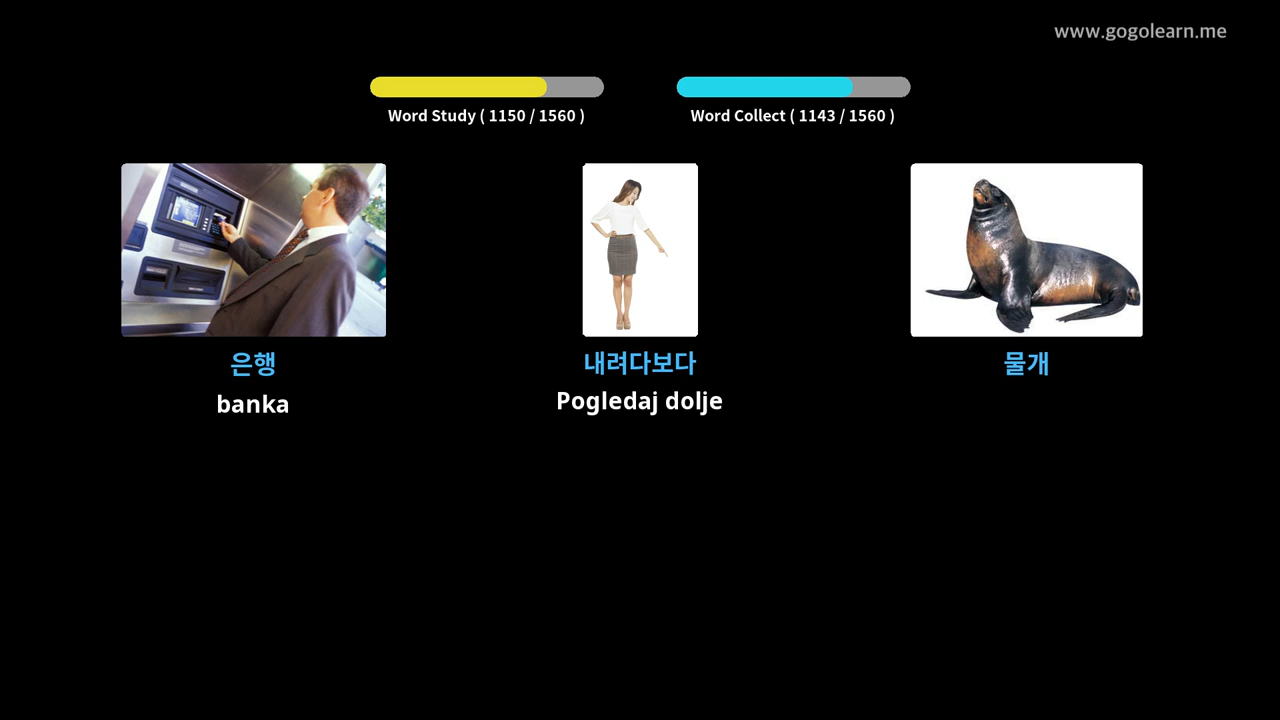 www.gogolearn.me
Word Study ( 1150 / 1560 )
Word Collect ( 1143 / 1560 )
은행
내려다보다
물개
banka
Pogledaj dolje